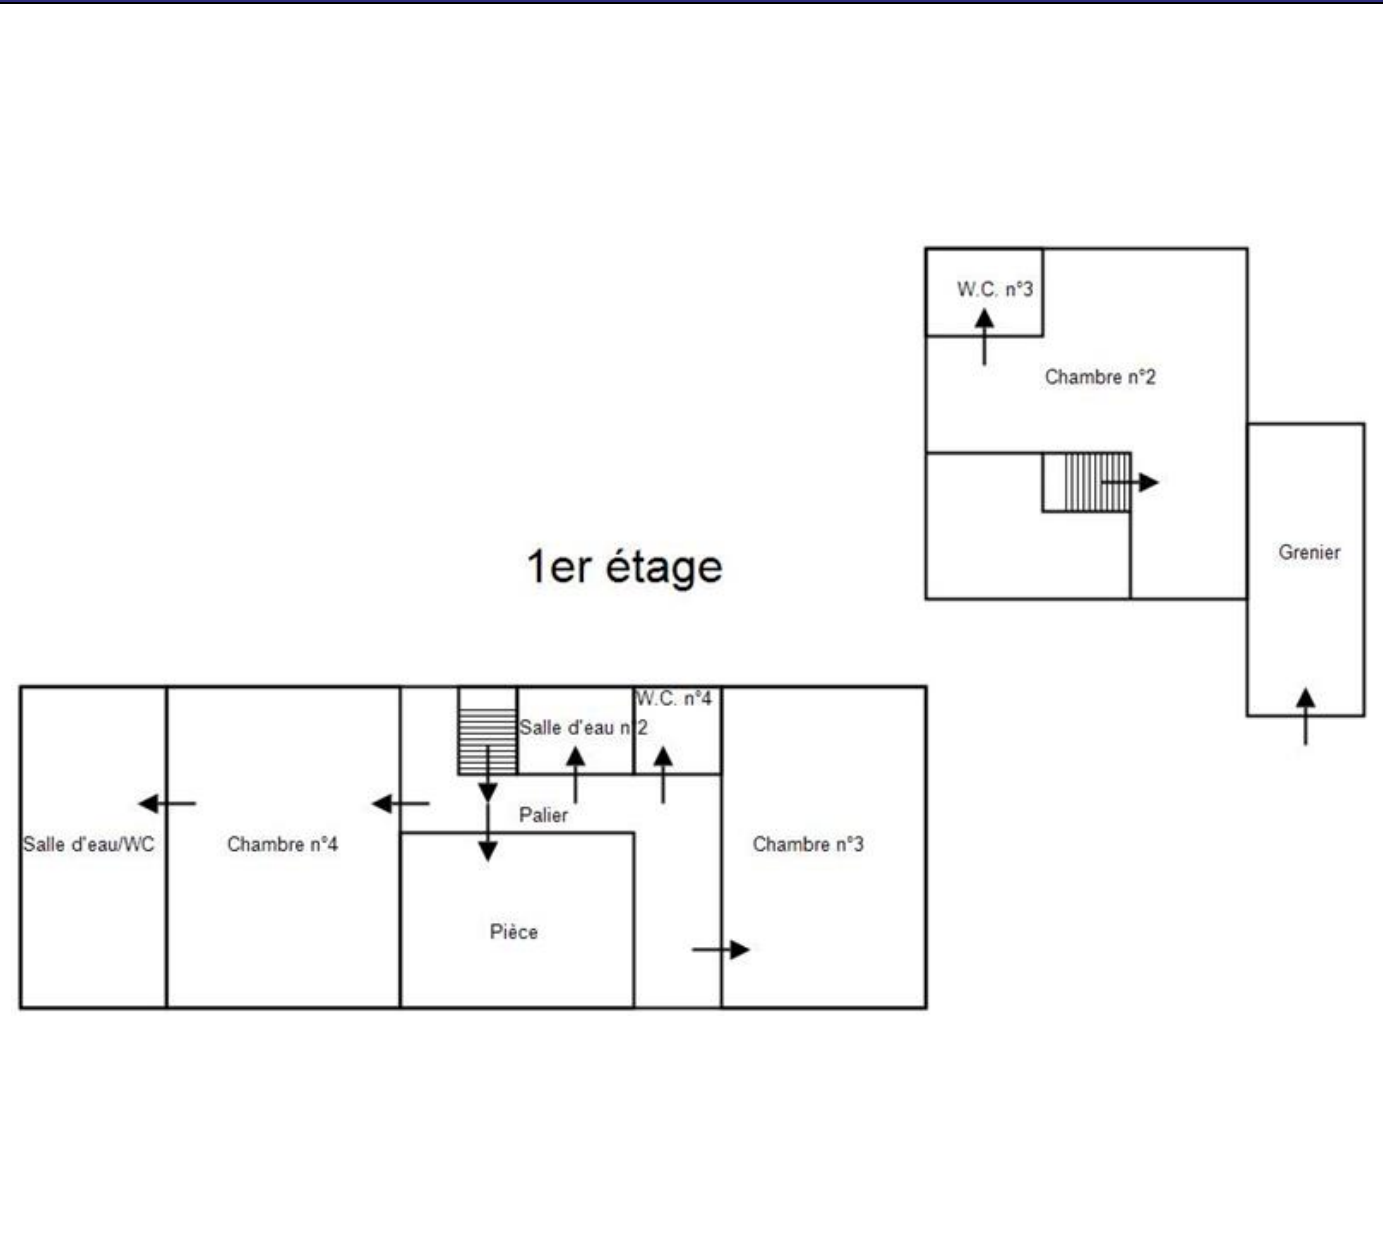 W.C. n°3
Chambre n°2
Grenier
1er étage
W.C. n°4
Salle d'eau n°2
Palier
Salle d'eau/WC
Chambre n°4
Chambre n°3
Pièce